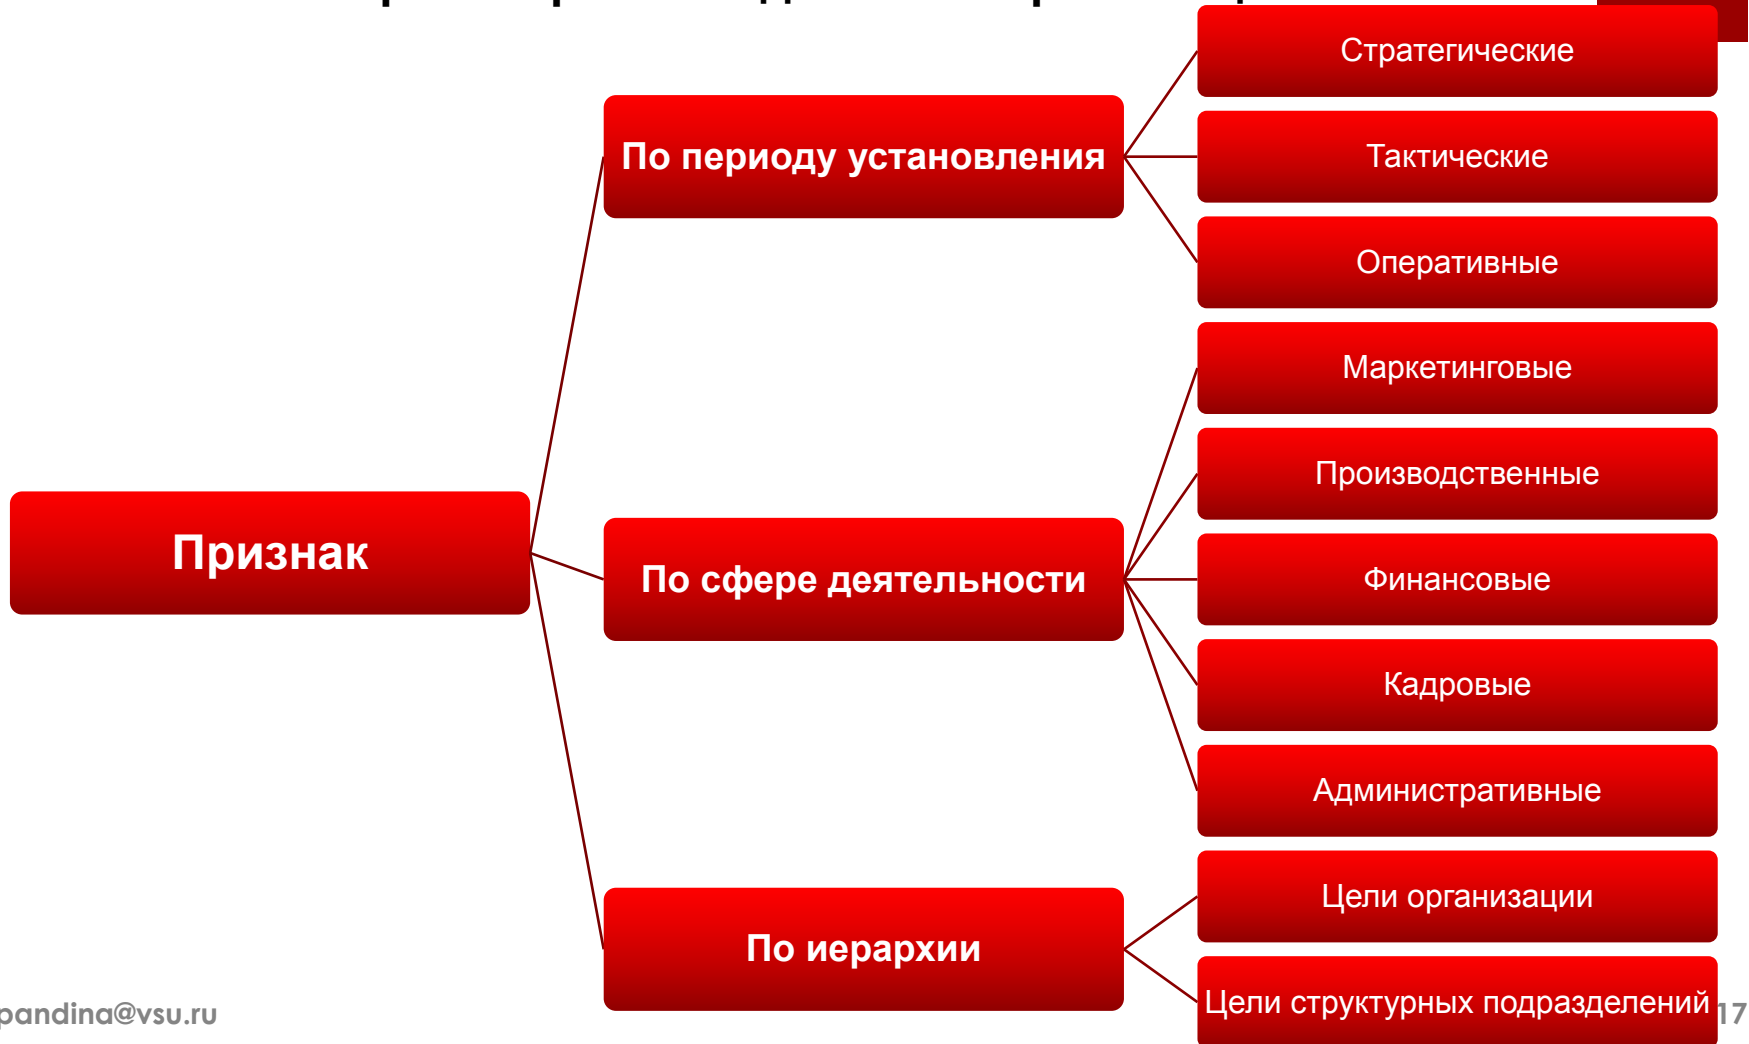 Признак
По периоду установления
Стратегические
Тактические
Оперативные
По сфере деятельности
Маркетинговые
Производственные
Финансовые
Кадровые
Административные
По иерархии
Цели организации
Цели структурных подразделений
pandina@vsu.ru
17